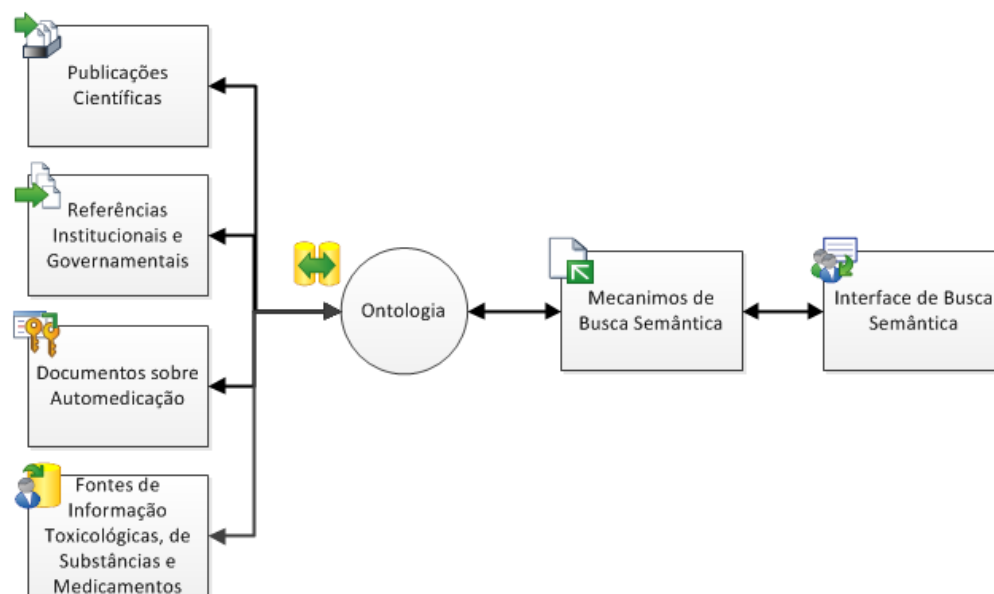 Publicações
Científicas
Referências
Institucionais e
Governamentais
Documentos sobre
Automedicação
Fontes de
Informação
Toxicológicas, de
Substâncias e
Medicamentos
Ontologia
Mecanimos de
Busca Semântica
Interface de Busca
Semântica